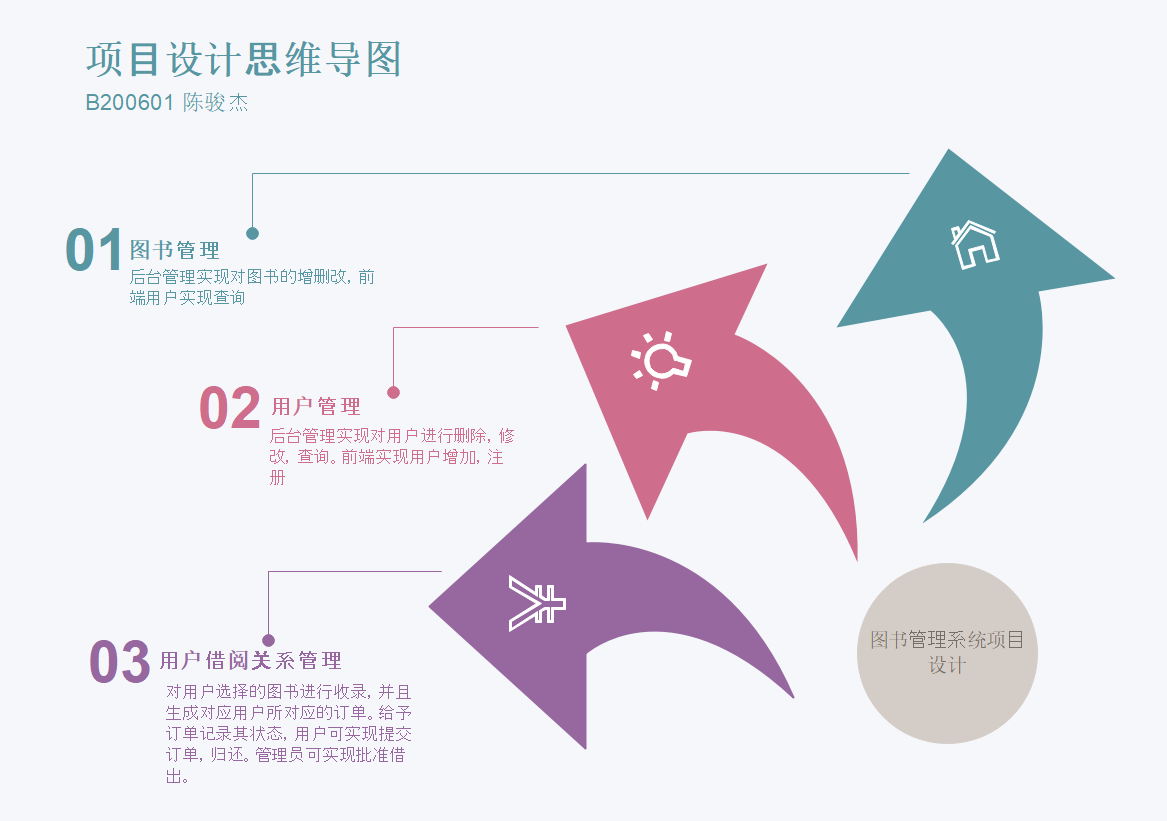 项目设计思维导图
B200601 陈骏杰
01
图书管理
后台管理实现对图书的增删改, 前
端用户实现查询
02
用户管理
后台管理实现对用户进行删除, 修
改, 查询。前端实现用户增加, 注
册
03
用户借阅关系管理
对用户选择的图书进行收录, 并且
生成对应用户所对应的订单。给予
订单记录其状态, 用户可实现提交
订单, 归还。管理员可实现批准借
出。
图书管理系统项目
设计